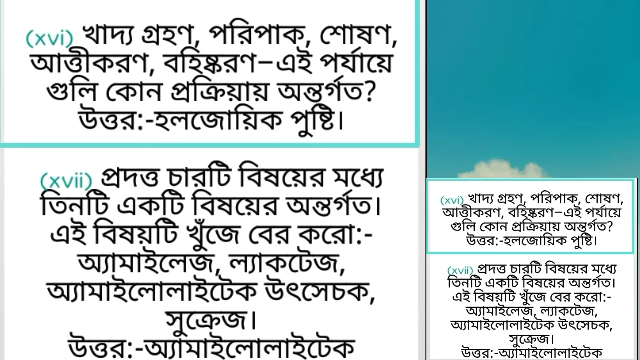 (xvi) খাদ্য গ্রহণ, পরিপাক, শোষণ,
আত্তীকরণ, বহিষ্করণ–এই পর্যায়ে
গুলি কোন প্রক্রিয়ায় অন্তর্গত?
উত্তর:-হলজোয়িক পুষ্টি।
(xvii) প্রদত্ত চারটি বিষয়ের মধ্যে
তিনটি একটি বিষয়ের অন্তর্গত।
এই বিষয়টি খুঁজে বের করো:-
অ্যামাইলেজ, ল্যাকটেজ,
অ্যামাইলোলাইটেক উৎসেচক,
সুক্রেজ।
উত্তর:-অ্যামাইলোলাইটেক
(xvi) খাদ্য গ্রহণ, পরিপাক, শোষণ,
আত্তীকরণ, বহিষ্করণ–এই পর্যায়ে
গুলি কোন প্রক্রিয়ায় অন্তর্গত?
উত্তর:-হলজোয়িক পুষ্টি।
(xvii) প্রদত্ত চারটি বিষয়ের মধ্যে
তিনটি একটি বিষয়ের অন্তর্গত।
এই বিষয়টি খুঁজে বের করো:-
অ্যামাইলেজ, ল্যাকটেজ,
অ্যামাইলোলাইটেক উৎসেচক,
সুক্রেজ।
উত্তর:-অ্যামাইলোলাইটেক